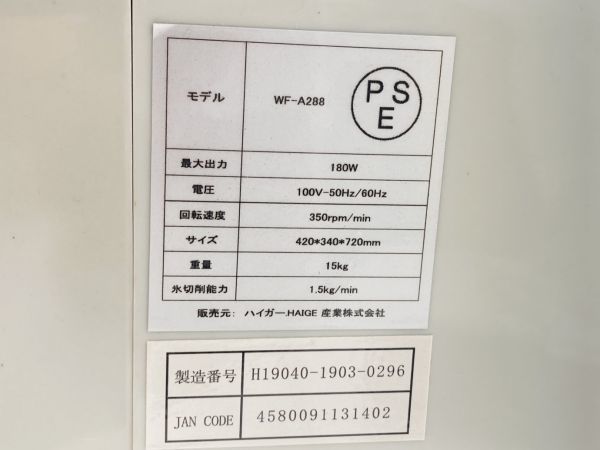 モデル WF-A288 PSE
最大出力 180W
電圧 100V-50Hz/60Hz
回転速度 350rpm/min
サイズ 420*340*720mm
重量 15kg
氷切削能力 1.5kg/min
販売元: ハイガー.HAIGE 産業株式会社
製造番号 H19040-1903-0296
JAN CODE 4580091131402